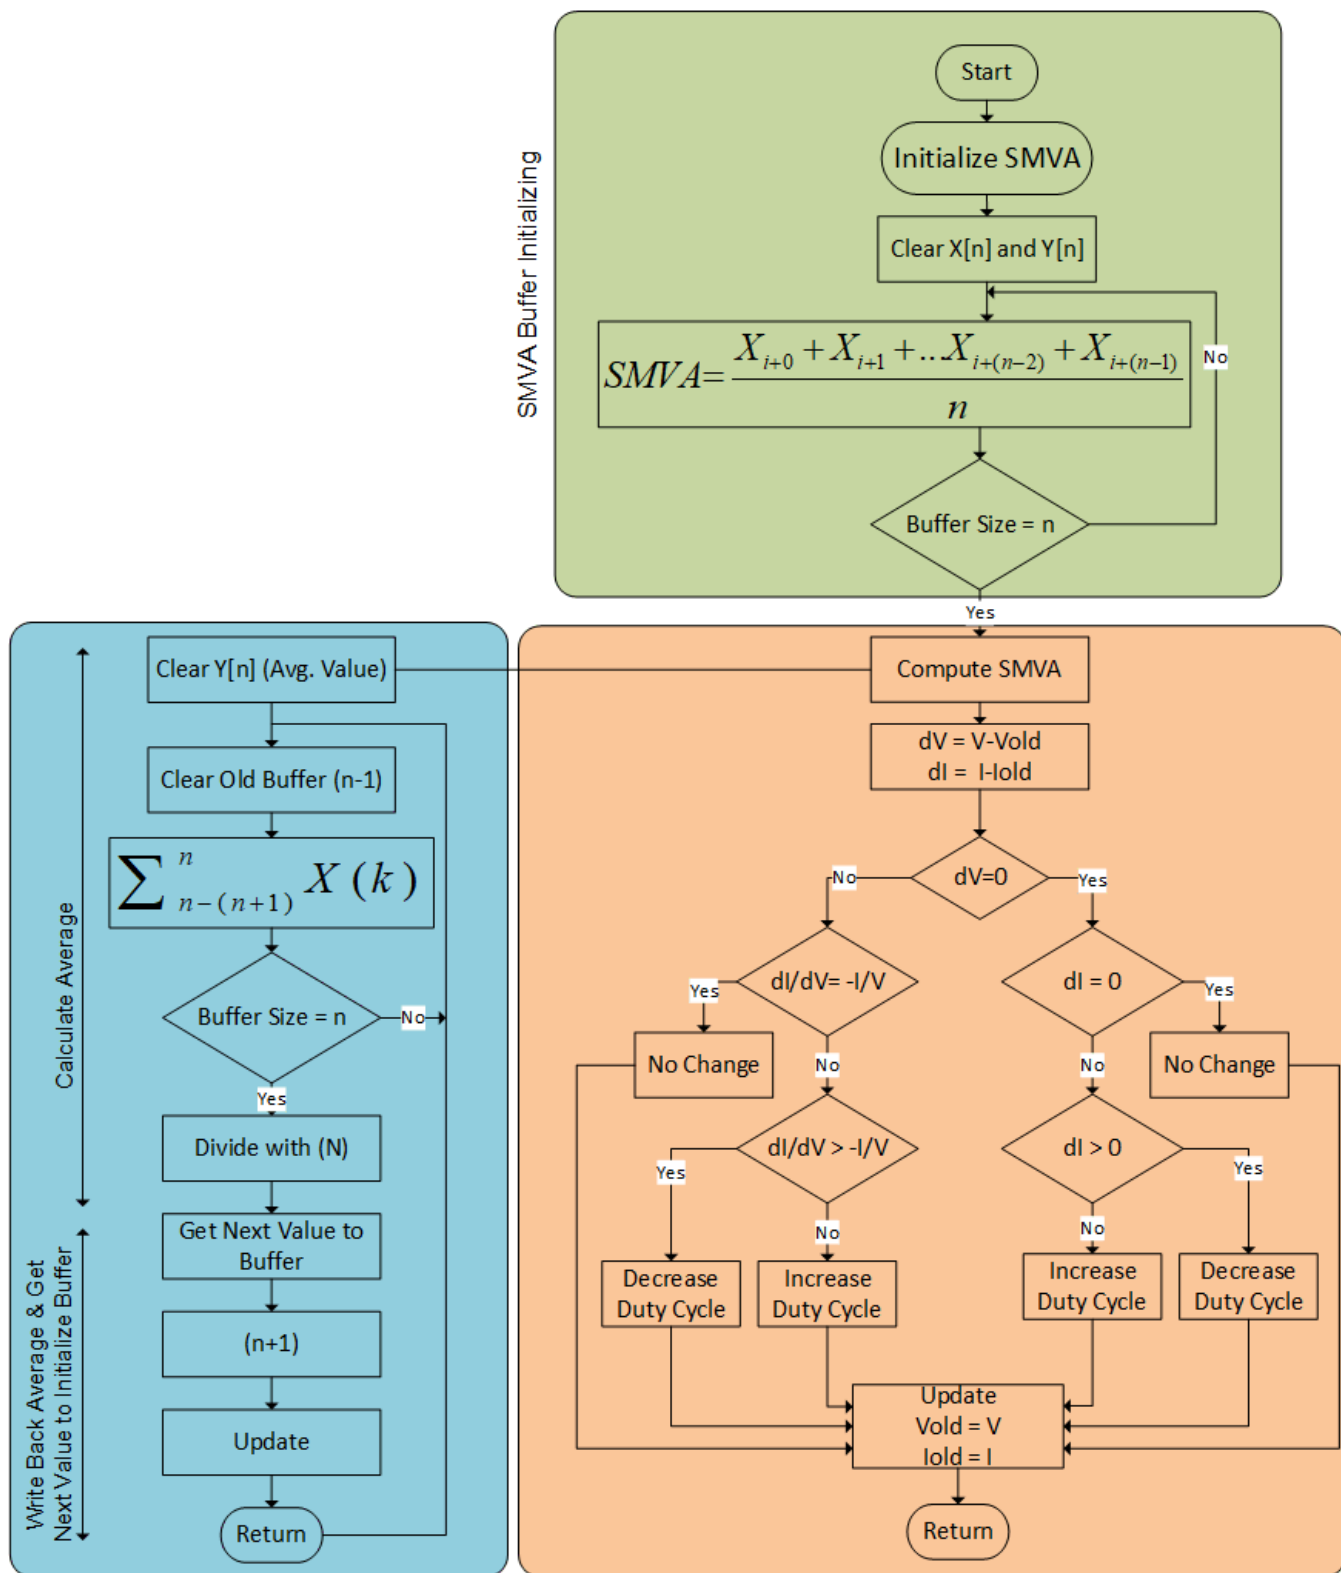 SMVA Buffer Initializing
Start
Initialize SMVA
Clear X[n] and Y[n]
SMVA= \frac{X_{i+0} + X_{i+1} + ...X_{i+(n-2)} + X_{i+(n-1)}}{n}
No
Buffer Size = n
Yes
Calculate Average
Clear Y[n] (Avg. Value)
Clear Old Buffer (n-1)
\sum_{n-(n+1)}^{n} X(k)
Buffer Size = n
No
Yes
Divide with (N)
Write Back Average & Get
Next Value to Initialize Buffer
Get Next Value to
Buffer
(n+1)
Update
Return
Compute SMVA
dV = V-Vold
dI = I-Iold
dV=0
No
Yes
dI/dV= -I/V
Yes
No Change
No
dI/dV > -I/V
Yes
No
Decrease
Duty Cycle
Increase
Duty Cycle
dI = 0
Yes
No Change
No
dI > 0
Yes
No
Increase
Duty Cycle
Decrease
Duty Cycle
Update
Vold = V
Iold = I
Return